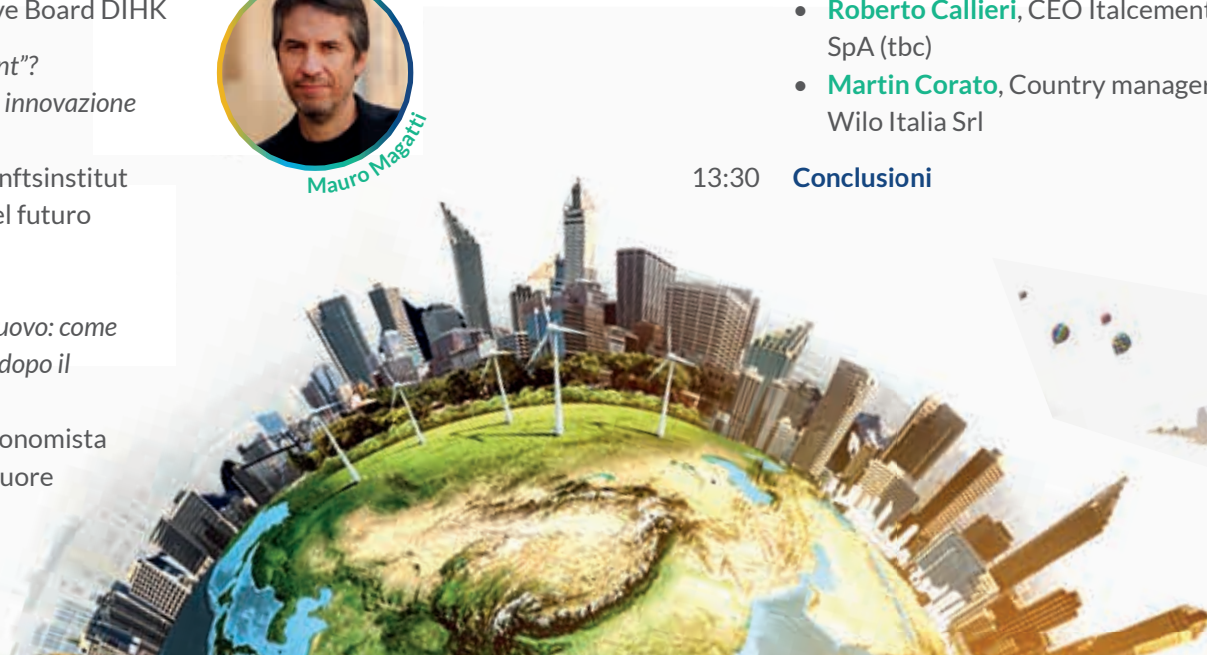 ve Board DIHK
nt"?
innovazione
nftsinstitut
el futuro
uovo: come
dopo il
onomista
uore
Mauro Magatti
• Roberto Callieri, CEO Italcement
SpA (tbc)
• Martin Corato, Country manager
Wilo Italia Srl
13:30 Conclusioni